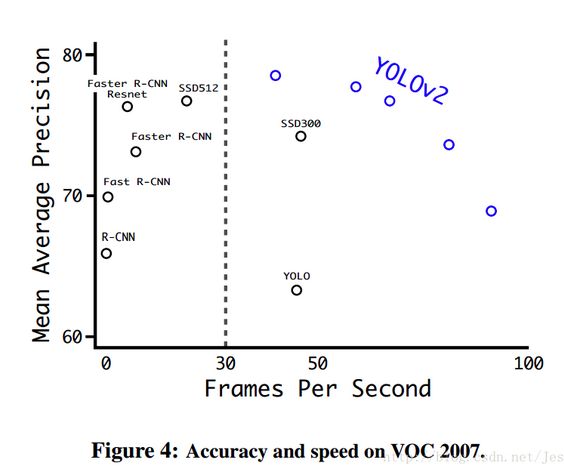 Mean Average Precision
80
70
60
Faster R-CNN
Resnet
SSD512
Faster R-CNN
Fast R-CNN
R-CNN
SSD300
YOLO
YOLOv2
0
30
50
100
Frames Per Second
Figure 4: Accuracy and speed on VOC 2007.